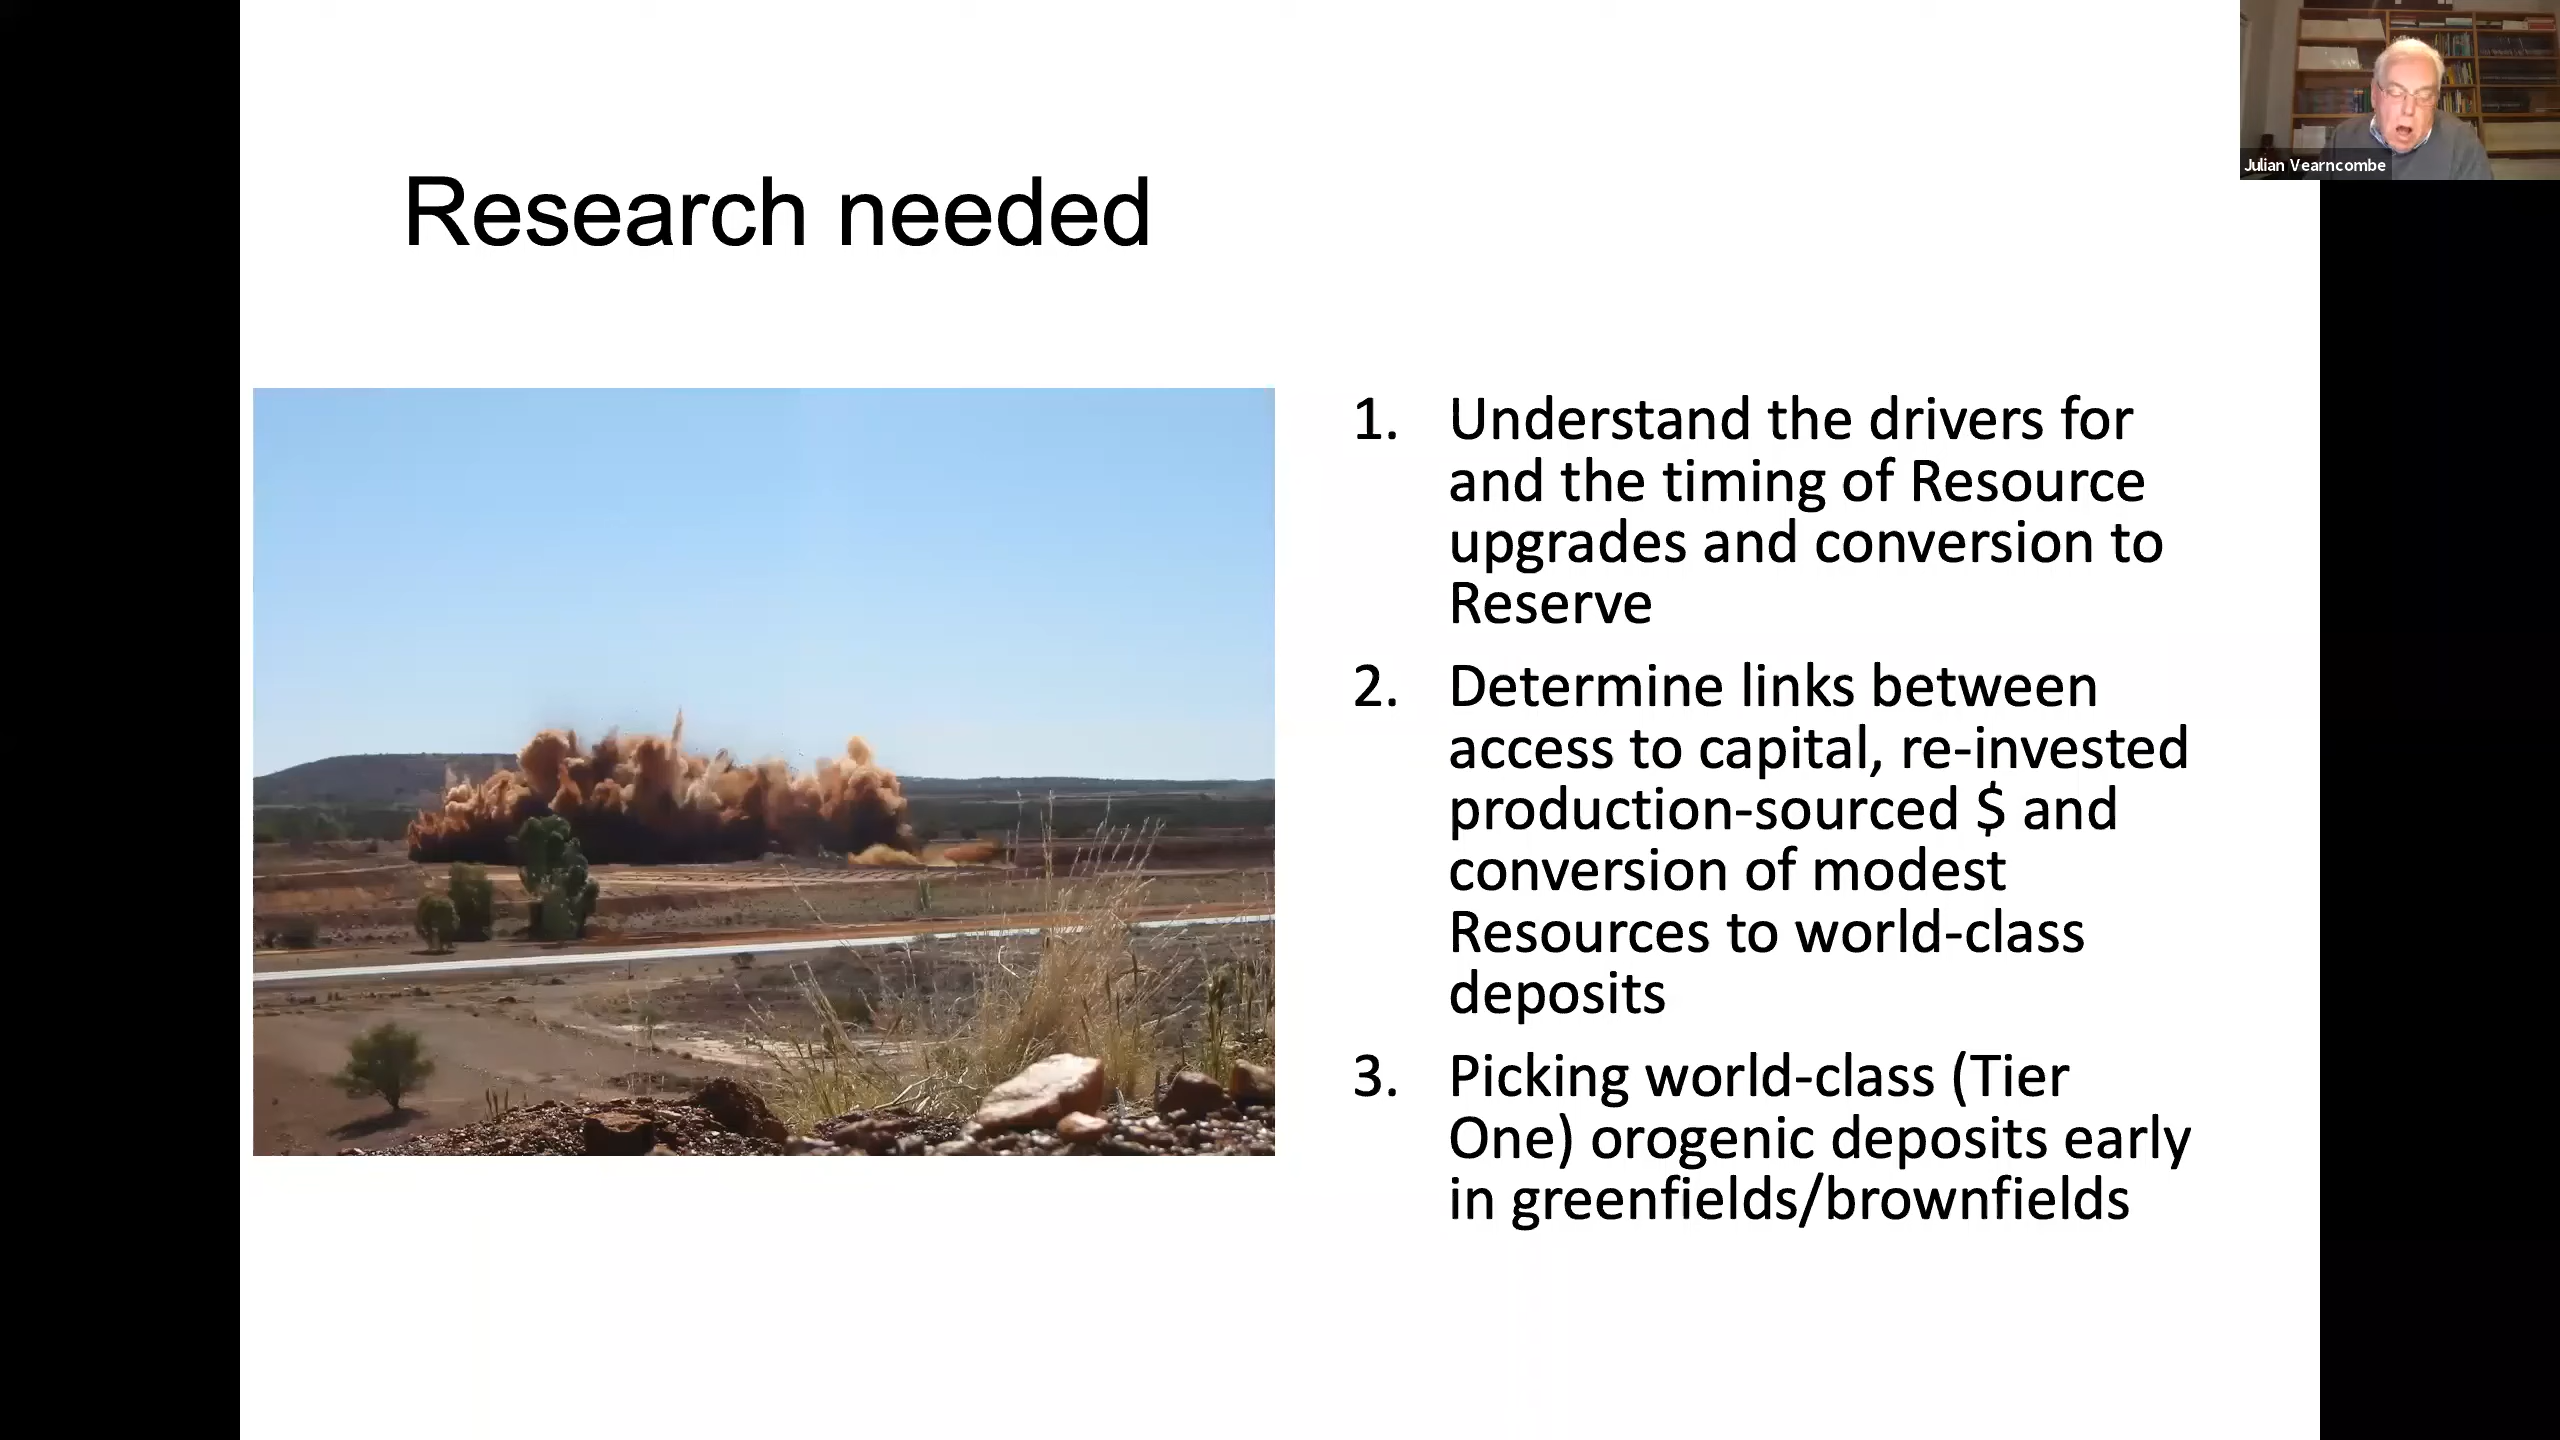 Julian Vearncombe
Research needed
1. Understand the drivers for
and the timing of Resource
upgrades and conversion to
Reserve
2. Determine links between
access to capital, re-invested
production-sourced $ and
conversion of modest
Resources to world-class
deposits
3. Picking world-class (Tier
One) orogenic deposits early
in greenfields/brownfields